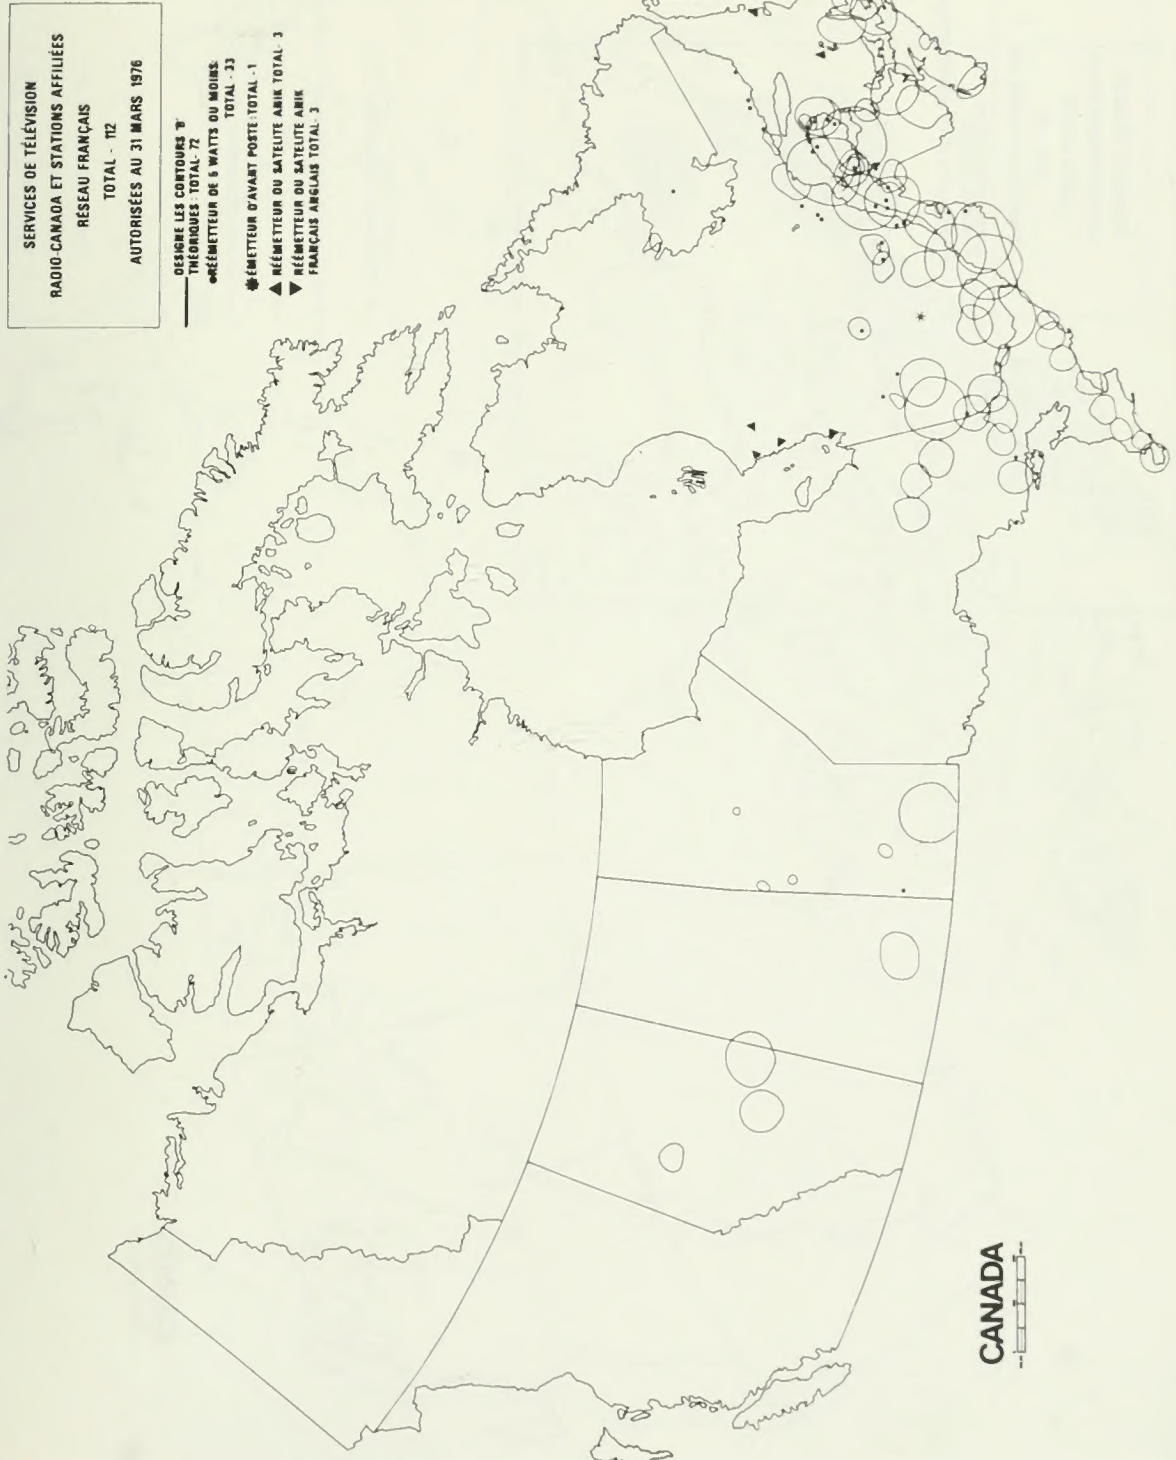 SERVICES DE TÉLÉVISION
RADIO-CANADA ET STATIONS AFFILIÉES
RÉSEAU FRANÇAIS
TOTAL - 112
AUTORISÉES AU 31 MARS 1976
DESIGNE LES CONTOURS "B"
THÉORIQUES: TOTAL-72
RÉÉMETTEUR DE 5 WATTS OU MOINS:
TOTAL - 33
ÉMETTEUR D'AVANT POSTE:TOTAL -1
RÉÉMETTEUR DU SATELITE ANIK TOTAL- 3
RÉÉMETTEUR DU SATELITE ANIK
FRANÇAIS ANGLAIS TOTAL- 3
CANADA